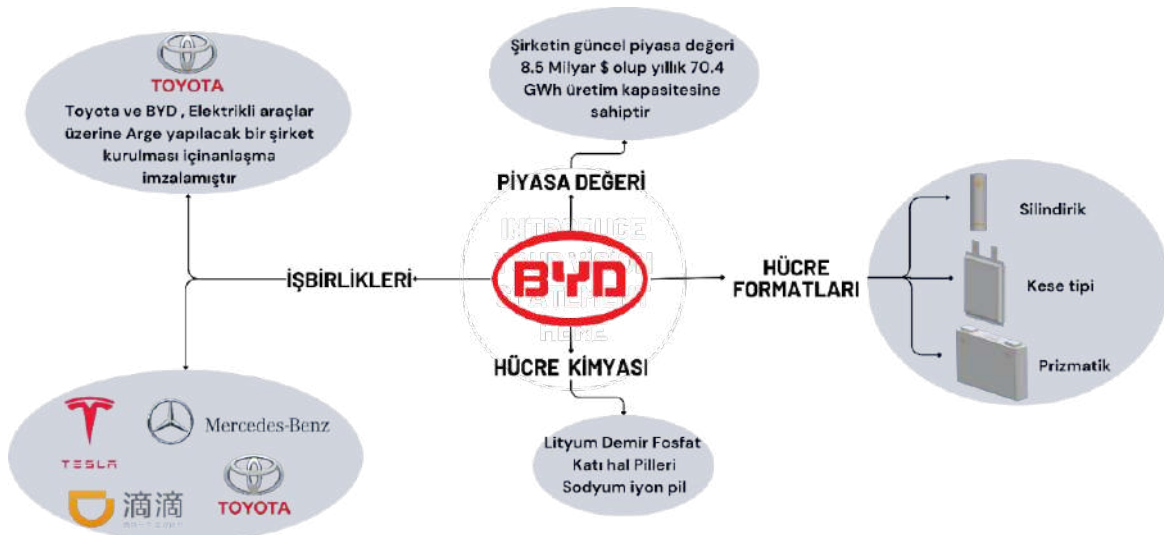 TOYOTA
Toyota ve BYD , Elektrikli araçlar
üzerine Arge yapılacak bir şirket
kurulması içinanlaşma
imzalamıştır
Şirketin güncel piyasa değeri
8.5 Milyar $ olup yıllık 70.4
GWh üretim kapasitesine
sahiptir
PİYASA DEĞERİ
INTRODUCE
HERE
BYD
İŞBİRLİKLERİ
HÜCRE
FORMATLARI
Silindirik
Kese tipi
Prizmatik
HÜCRE KİMYASI
Lityum Demir Fosfat
Katı hal Pilleri
Sodyum iyon pil
TESLA
Mercedes-Benz
滴滴
TOYOTA